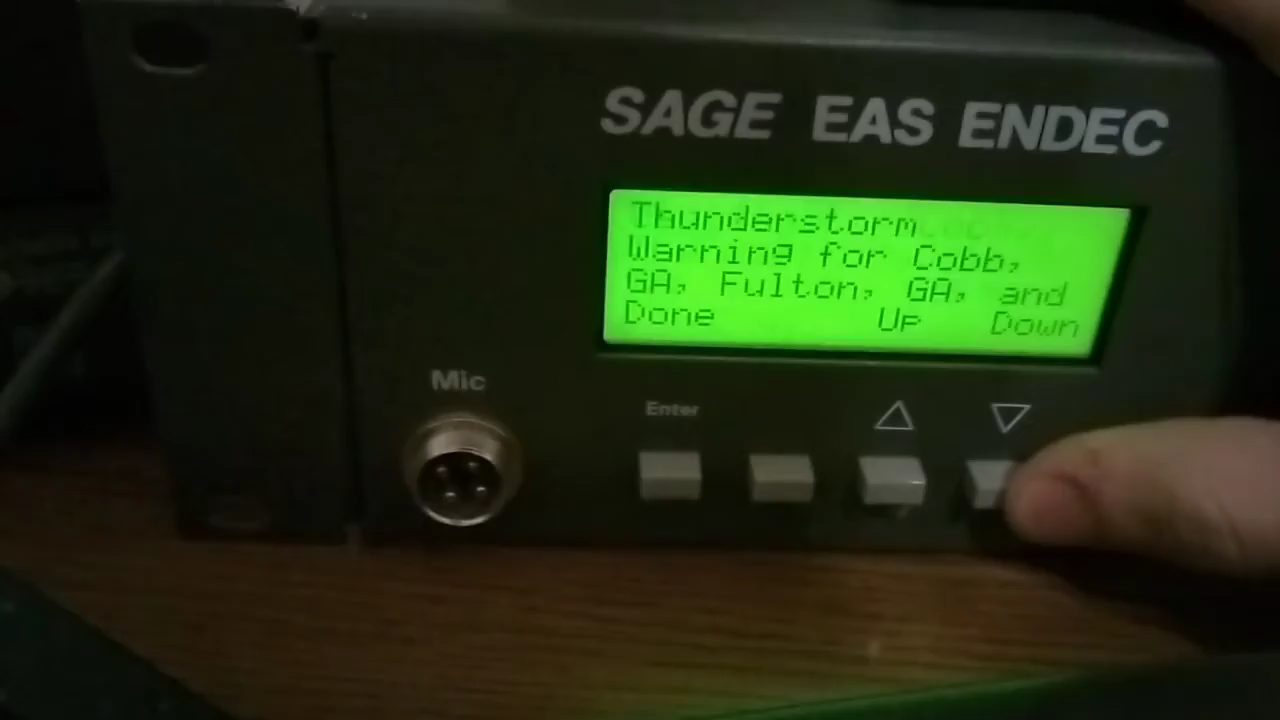 SAGE EAS ENDEC
Thunderstorm
Warning for Cobb,
GA, Fulton, GA, and
Done Up Down
Mic
Enter